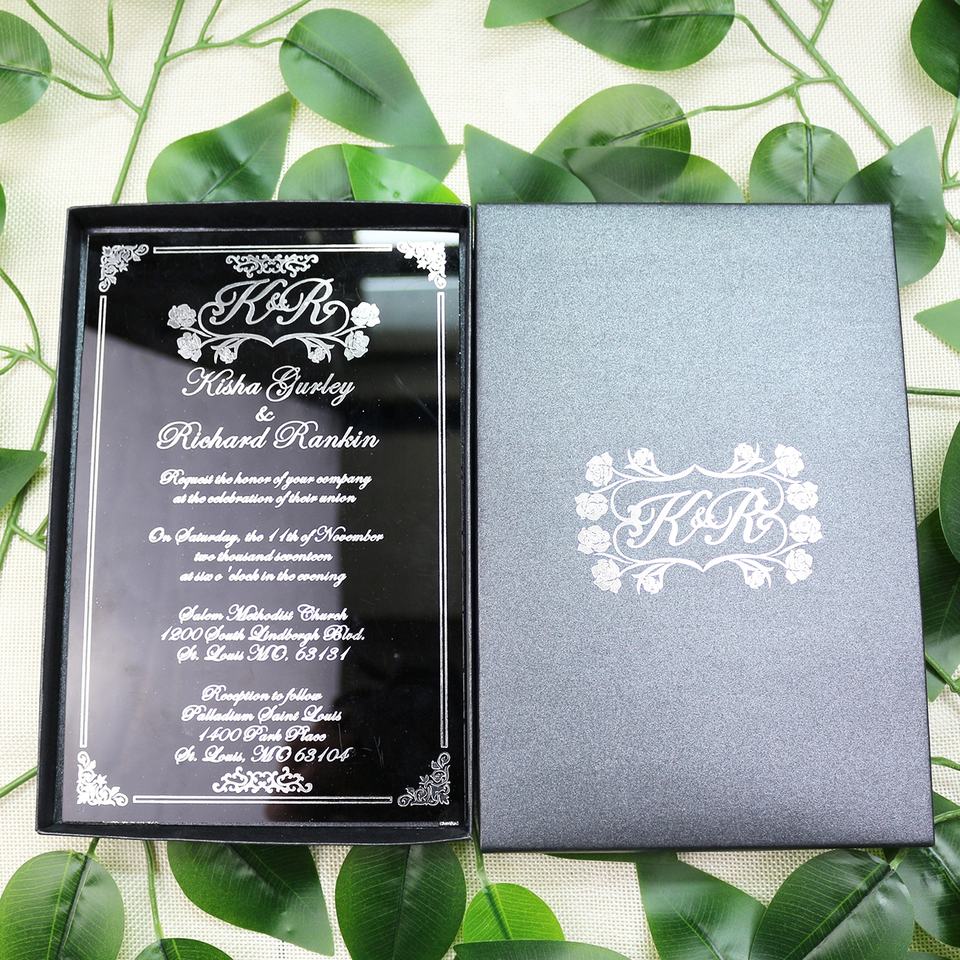 K&R
Kisha Gurley
&
Richard Rankin
Request the honor of your company
at the celebration of their union
On Saturday, the 11th of November
two thousand seventeen
at six o'clock in the evening
Salem Methodist Church
1200 South Lindbergh Blvd.
St. Louis MO, 63131
Reception to follow
Palladium Saint Louis
1400 Park Place
St. Louis, MO 63104
K&R